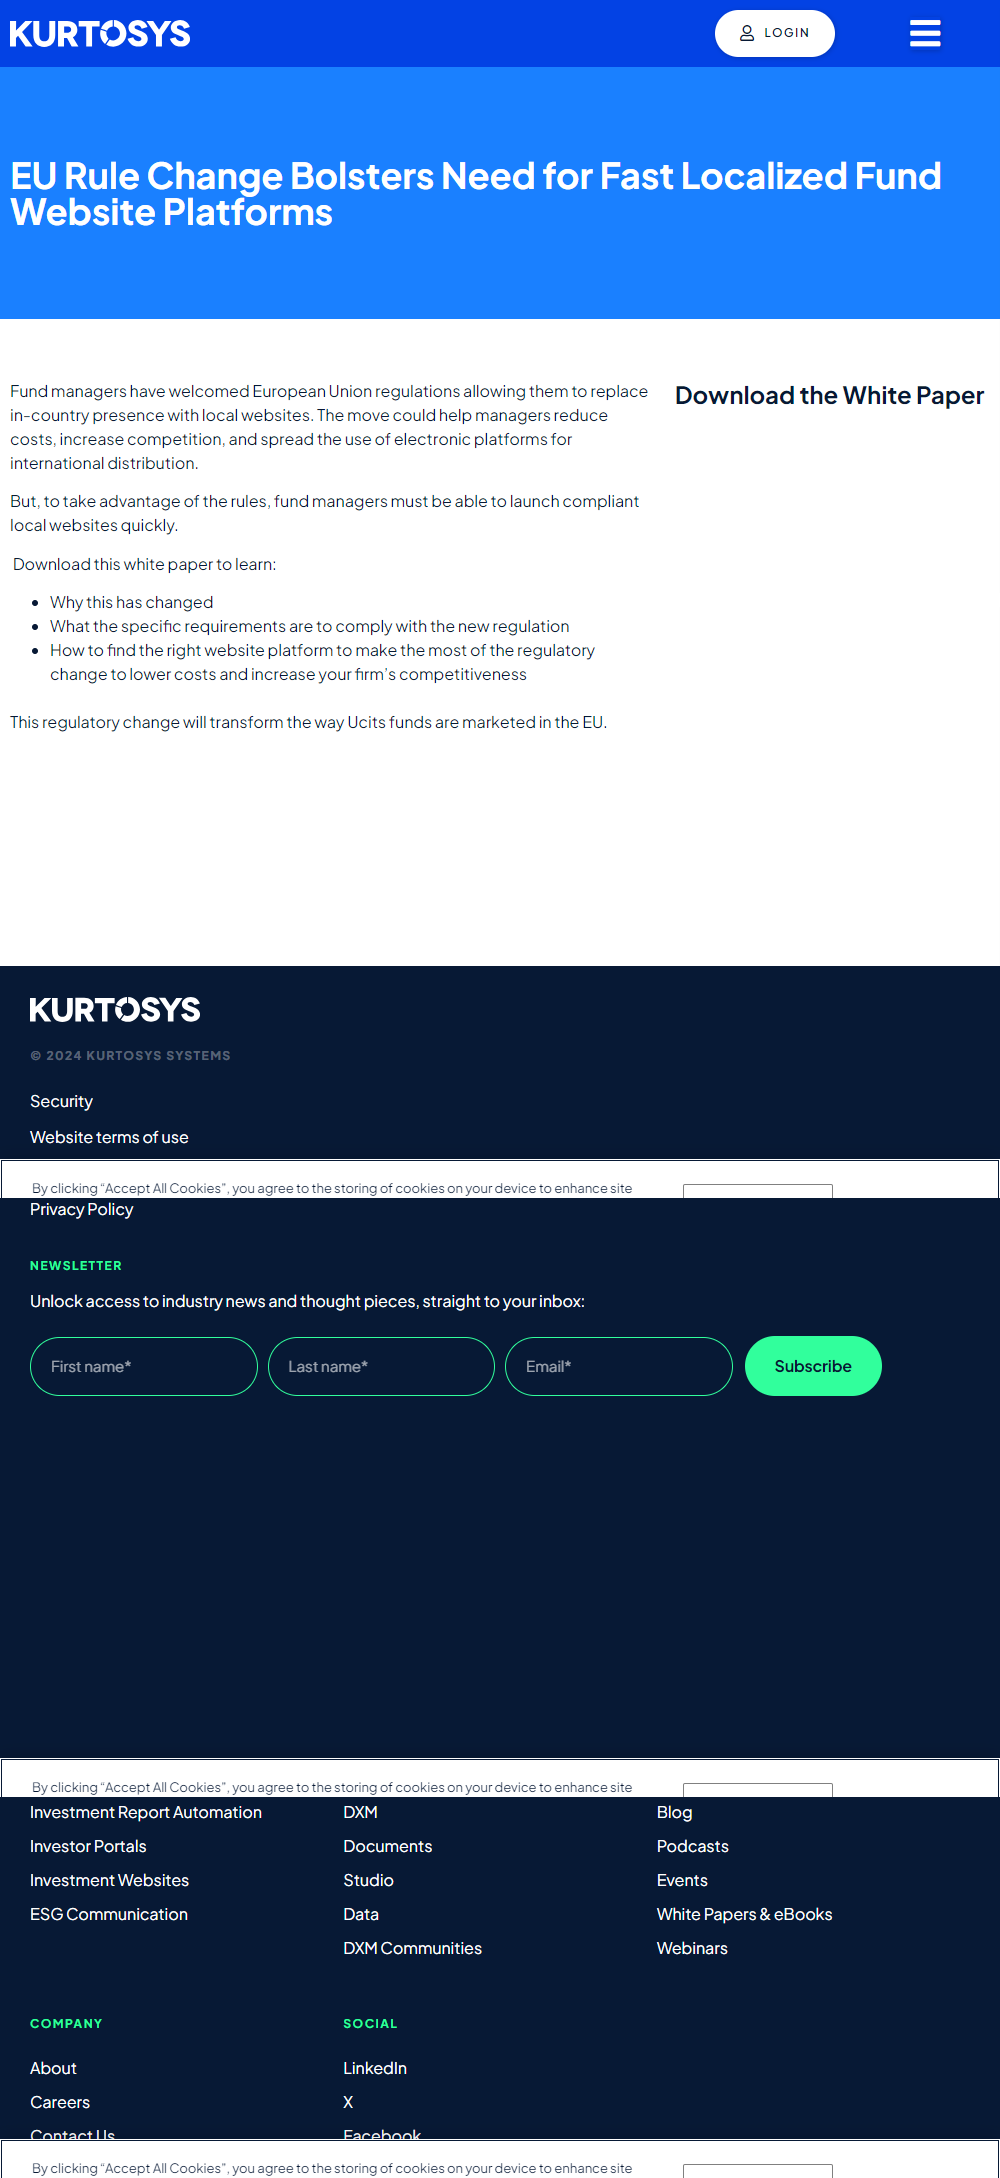 KURTOSYS
LOGIN
EU Rule Change Bolsters Need for Fast Localized Fund
Website Platforms
Fund managers have welcomed European Union regulations allowing them to replace
in-country presence with local websites. The move could help managers reduce
costs, increase competition, and spread the use of electronic platforms for
international distribution.
But, to take advantage of the rules, fund managers must be able to launch compliant
local websites quickly.
Download this white paper to learn:
• Why this has changed
• What the specific requirements are to comply with the new regulation
• How to find the right website platform to make the most of the regulatory
change to lower costs and increase your firm's competitiveness
This regulatory change will transform the way Ucits funds are marketed in the EU.
Download the White Paper
KURTOSYS
© 2024 KURTOSYS SYSTEMS
Security
Website terms of use
By clicking “Accept All Cookies”, you agree to the storing of cookies on your device to enhance site
Privacy Policy
NEWSLETTER
Unlock access to industry news and thought pieces, straight to your inbox:
First name*
Last name*
Email*
Subscribe
By clicking “Accept All Cookies”, you agree to the storing of cookies on your device to enhance site
Investment Report Automation
Investor Portals
Investment Websites
ESG Communication
DXM
Documents
Studio
Data
DXM Communities
Blog
Podcasts
Events
White Papers & eBooks
Webinars
COMPANY
About
Careers
Contact Us
SOCIAL
LinkedIn
X
Facebook
By clicking “Accept All Cookies”, you agree to the storing of cookies on your device to enhance site